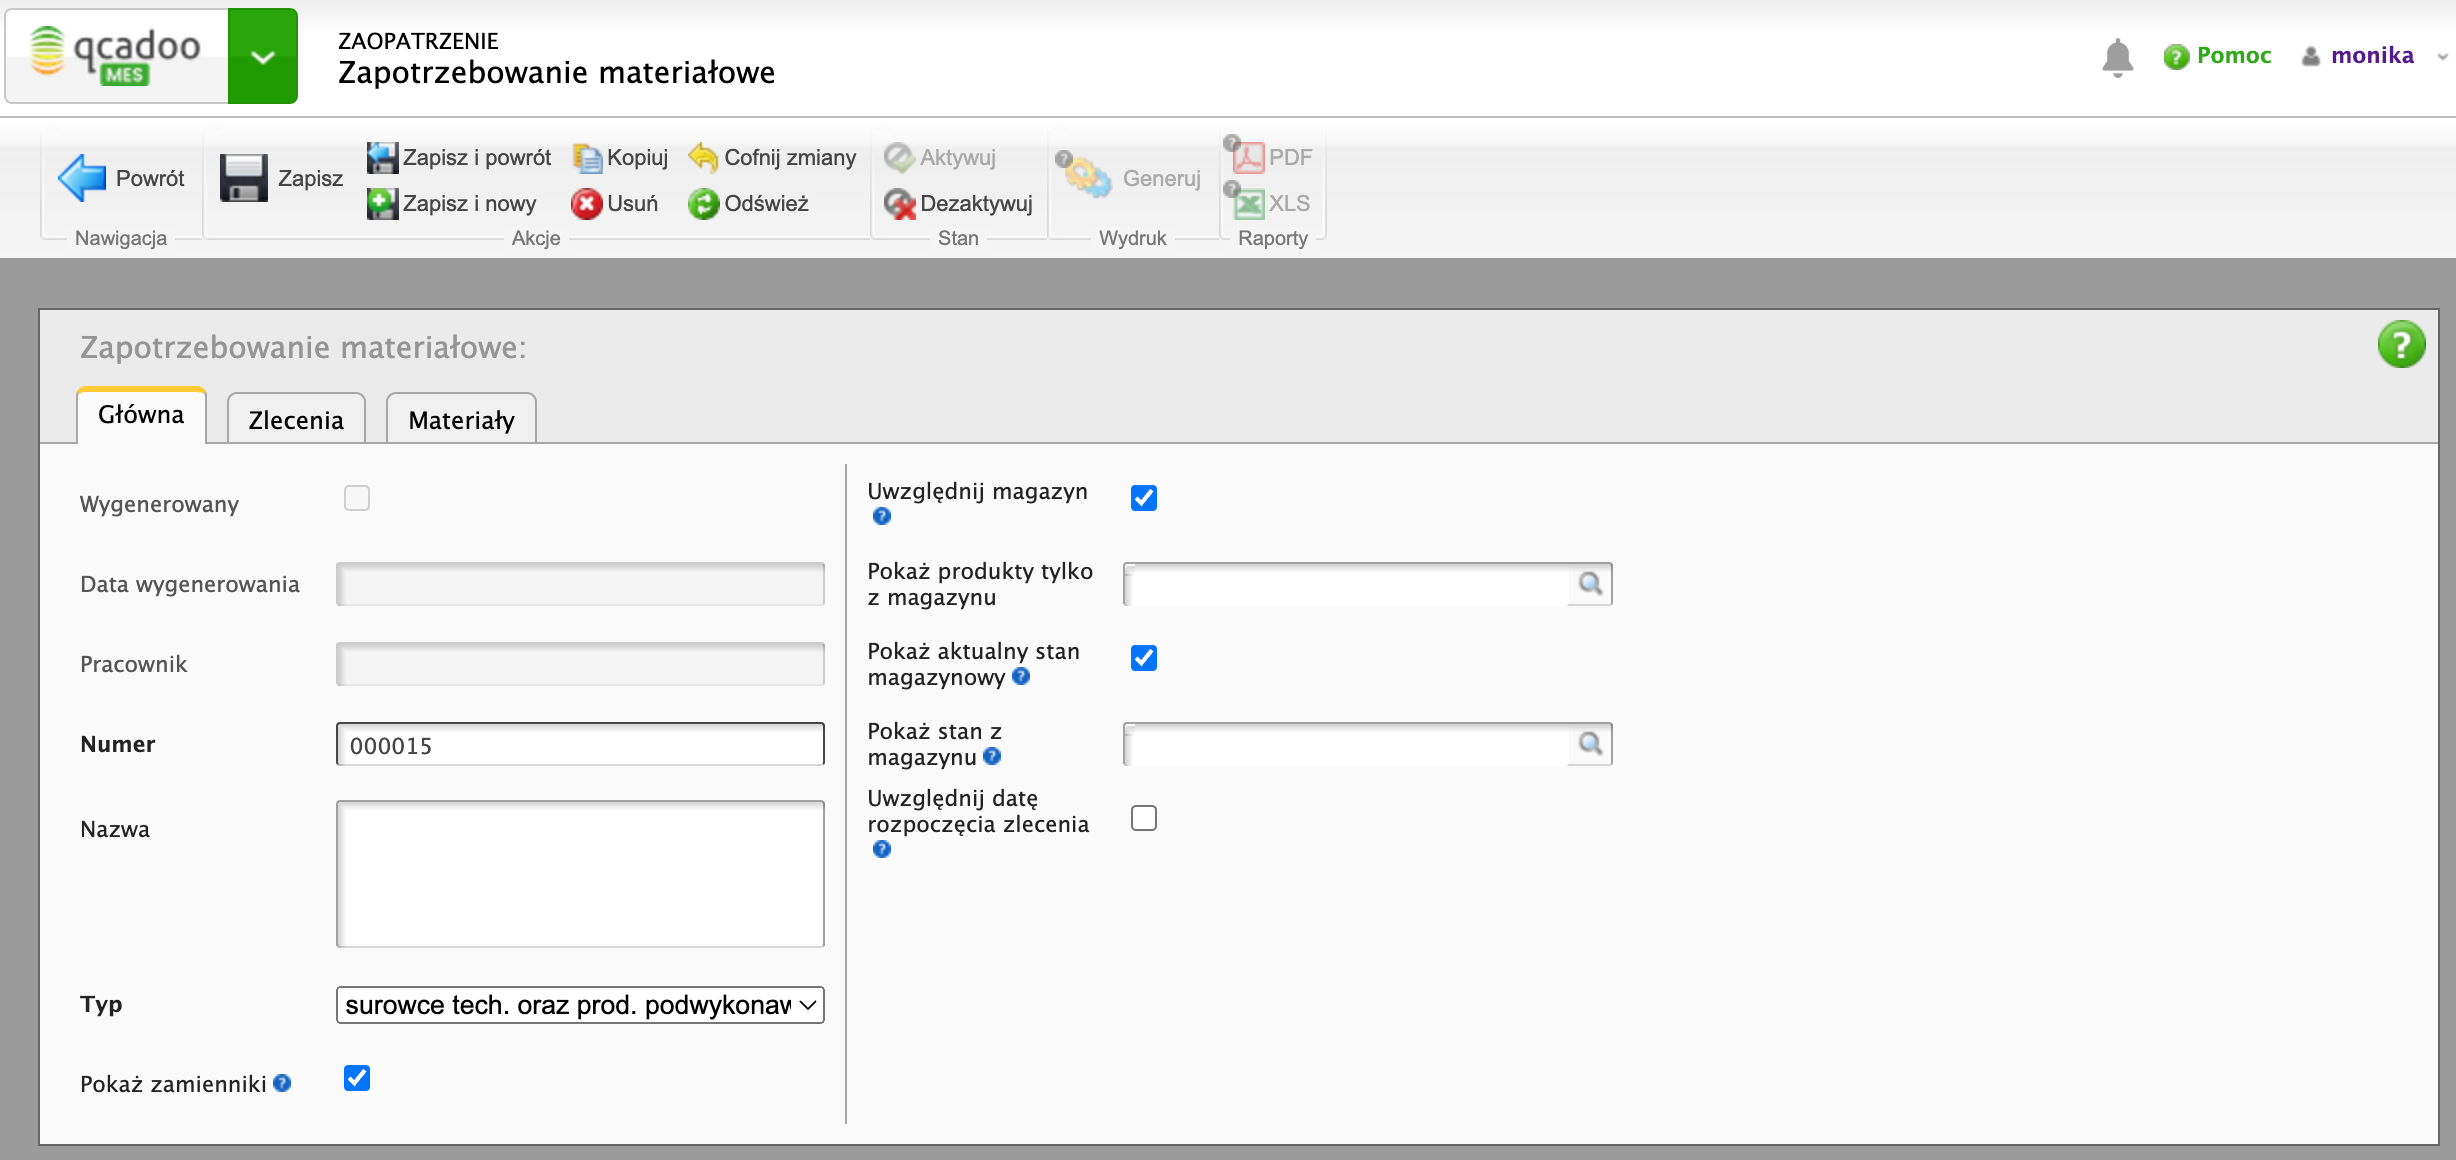 qcadoo
MES
ZAOPATRZENIE
Zapotrzebowanie materiałowe
? Pomoc
monika
Powrót
Nawigacja
Zapisz
Zapisz i powrót
Kopiuj
Cofnij zmiany
Zapisz i nowy
Usuń
Odśwież
Akcje
Aktywuj
Dezaktywuj
Stan
? Generuj
Wydruk
? PDF
? XLS
Raporty
Zapotrzebowanie materiałowe:
?
Główna
Zlecenia
Materiały
Wygenerowany
Data wygenerowania
Pracownik
Numer
000015
Nazwa
Typ
surowce tech. oraz prod. podwykonaw
Pokaż zamienniki ?
Uwzględnij magazyn
?
Pokaż produkty tylko
z magazynu
Pokaż aktualny stan
magazynowy ?
Pokaż stan z
magazynu ?
Uwzględnij datę
rozpoczęcia zlecenia
?